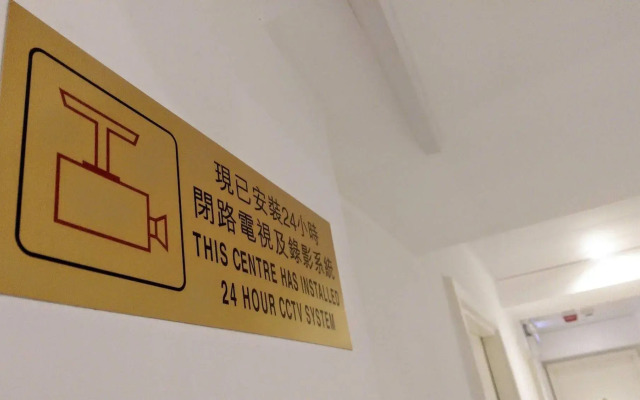 現已安裝24小時
閉路電視及錄影系統
THIS CENTRE HAS INSTALLED
24 HOUR CCTV SYSTEM